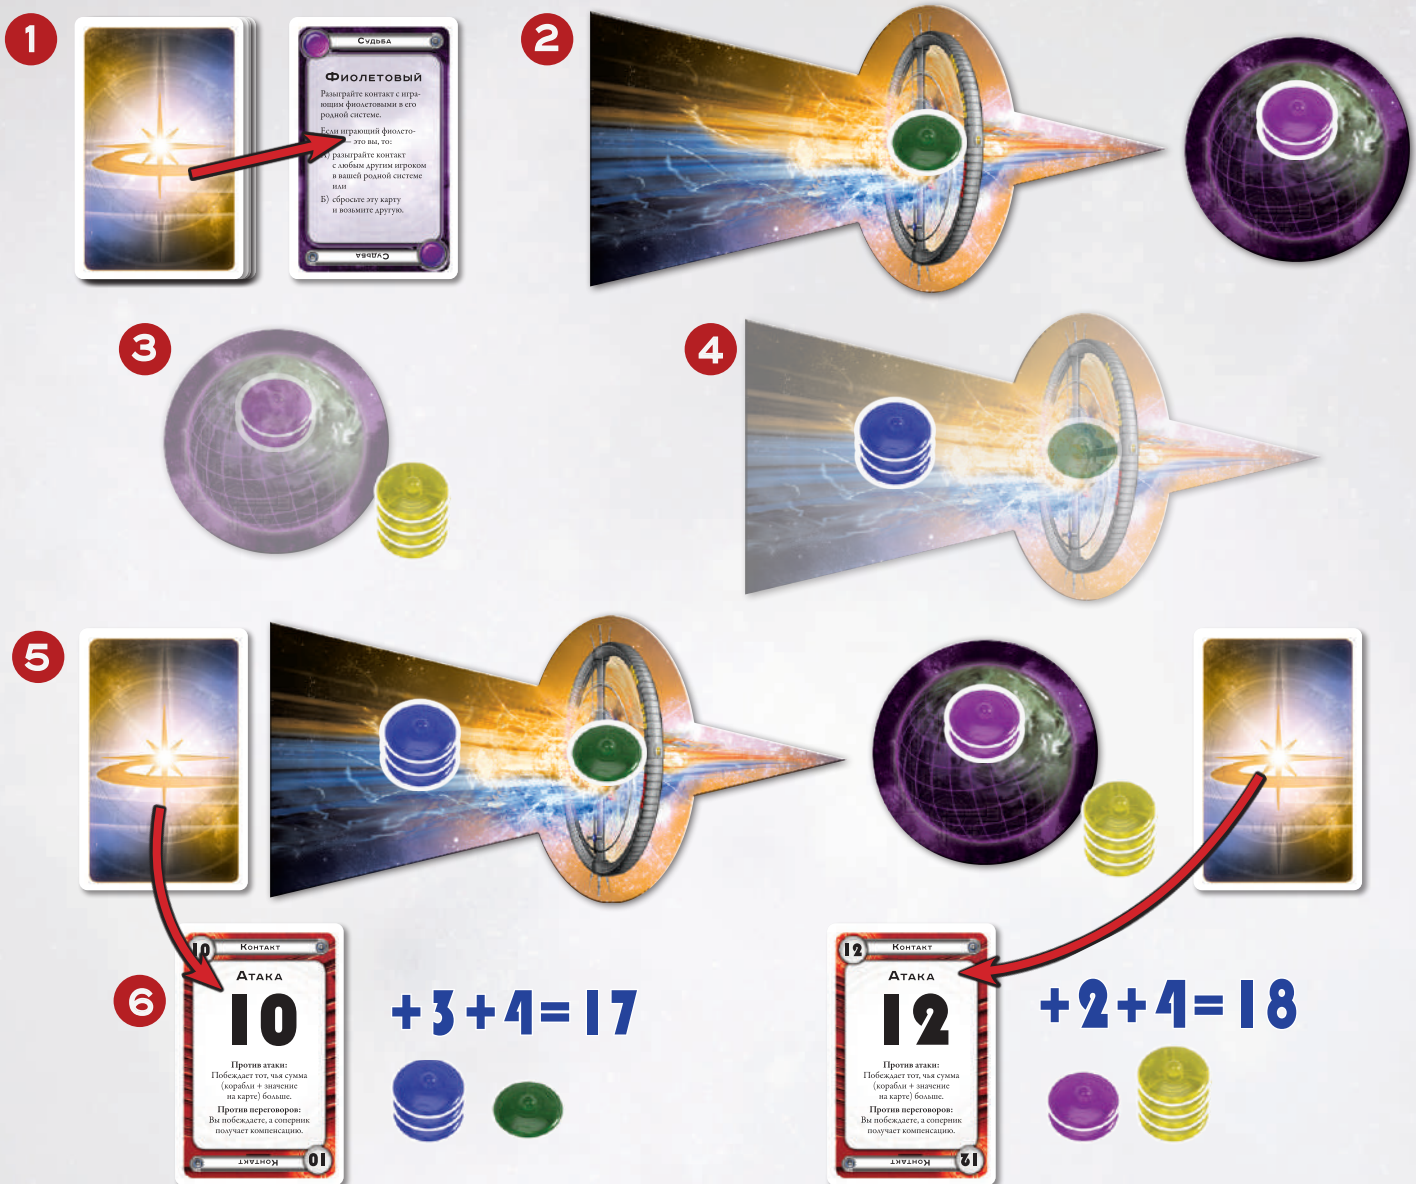 1
2
Судьба
Фиолетовый
Разыграйте контакт с игра-
ющим фиолетовыми в его
родной системе.
Если играющий фиолето-
— это вы, то:
разыграйте контакт
с любым другим игроком
в вашей родной системе
или
Б) сбросьте эту карту
и возьмите другую.
Судьба
3
4
5
6
10
Контакт
Атака
10
Против атаки:
Побеждает тот, чья сумма
(корабли + значение
на карте) больше.
Против переговоров:
Вы побеждаете, а соперник
получает компенсацию.
Контакт
10
+3+4=17
12
Контакт
Атака
12
Против атаки:
Побеждает тот, чья сумма
(корабли + значение
на карте) больше.
Против переговоров:
Вы побеждаете, а соперник
получает компенсацию.
Контакт
12
+2+4=18